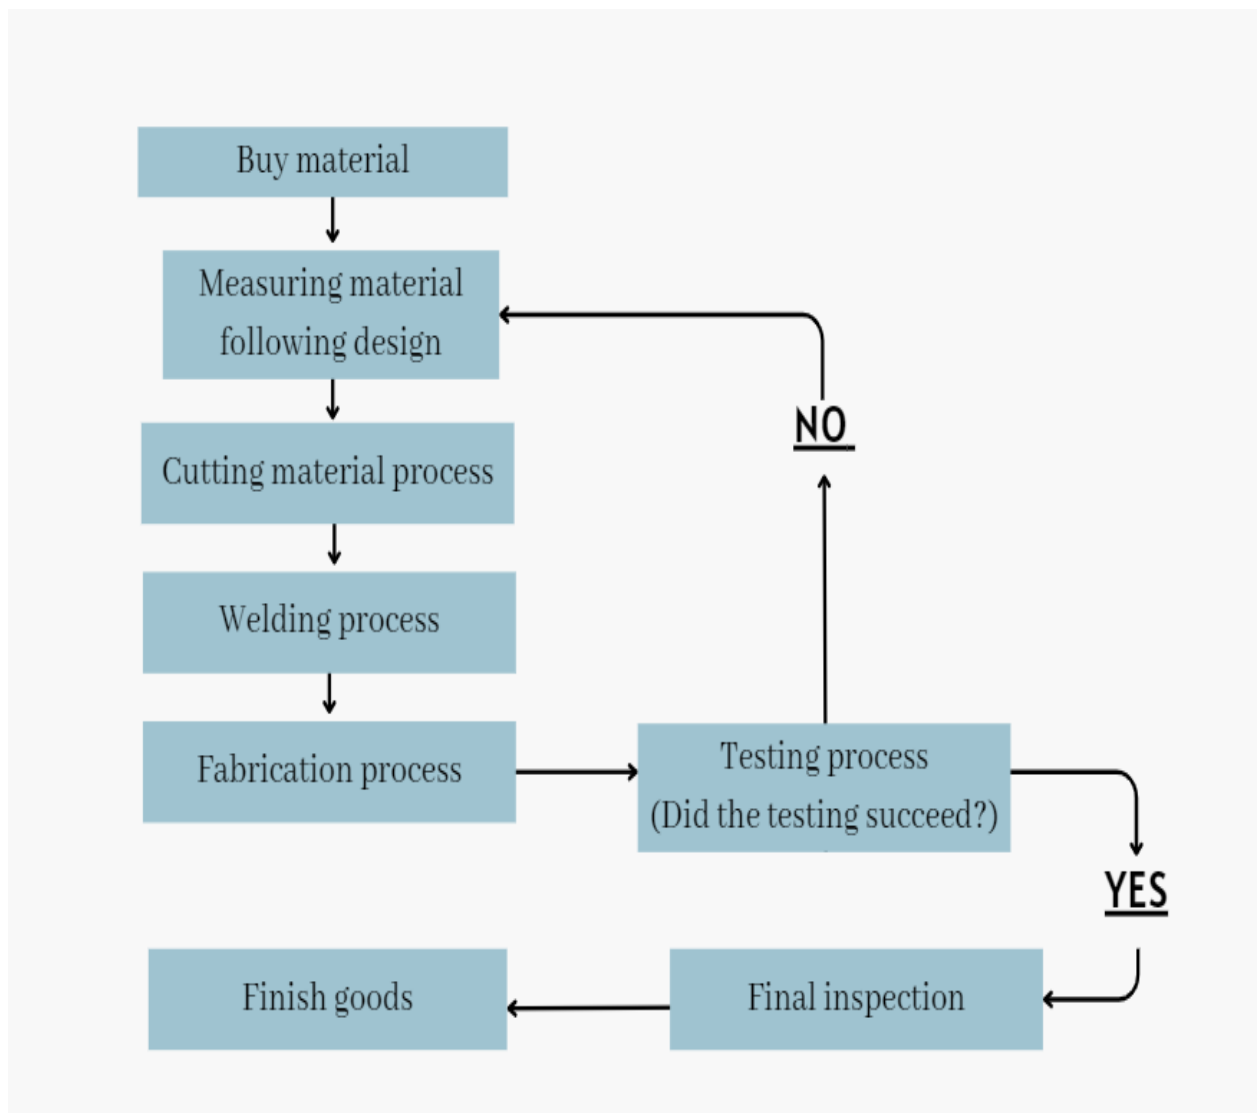 Buy material
Measuring material
following design
Cutting material process
Welding process
Fabrication process
Testing process
(Did the testing succeed?)
NO
YES
Final inspection
Finish goods